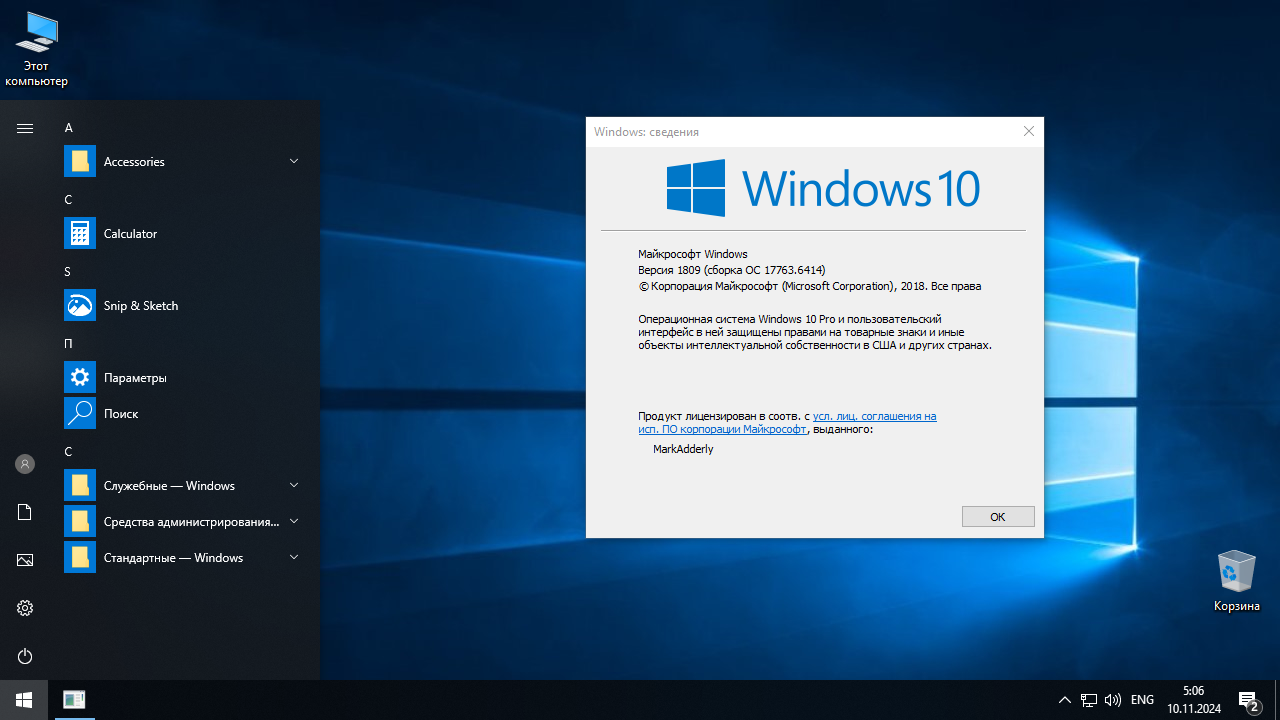 Этот
компьютер
A
Accessories
C
Calculator
S
Snip & Sketch
П
Параметры
Поиск
С
Служебные — Windows
Средства администрирования...
Стандартные — Windows
Windows: сведения
Windows 10
Майкрософт Windows
Версия 1809 (сборка ОС 17763.6414)
© Корпорация Майкрософт (Microsoft Corporation), 2018. Все права
Операционная система Windows 10 Pro и пользовательский
интерфейс в ней защищены правами на товарные знаки и иные
объекты интеллектуальной собственности в США и других странах.
Продукт лицензирован в соотв. с усл. лиц. соглашения на
исп. ПО корпорации Майкрософт, выданного:
MarkAdderly
ОК
Корзина
ENG
5:06
10.11.2024
2